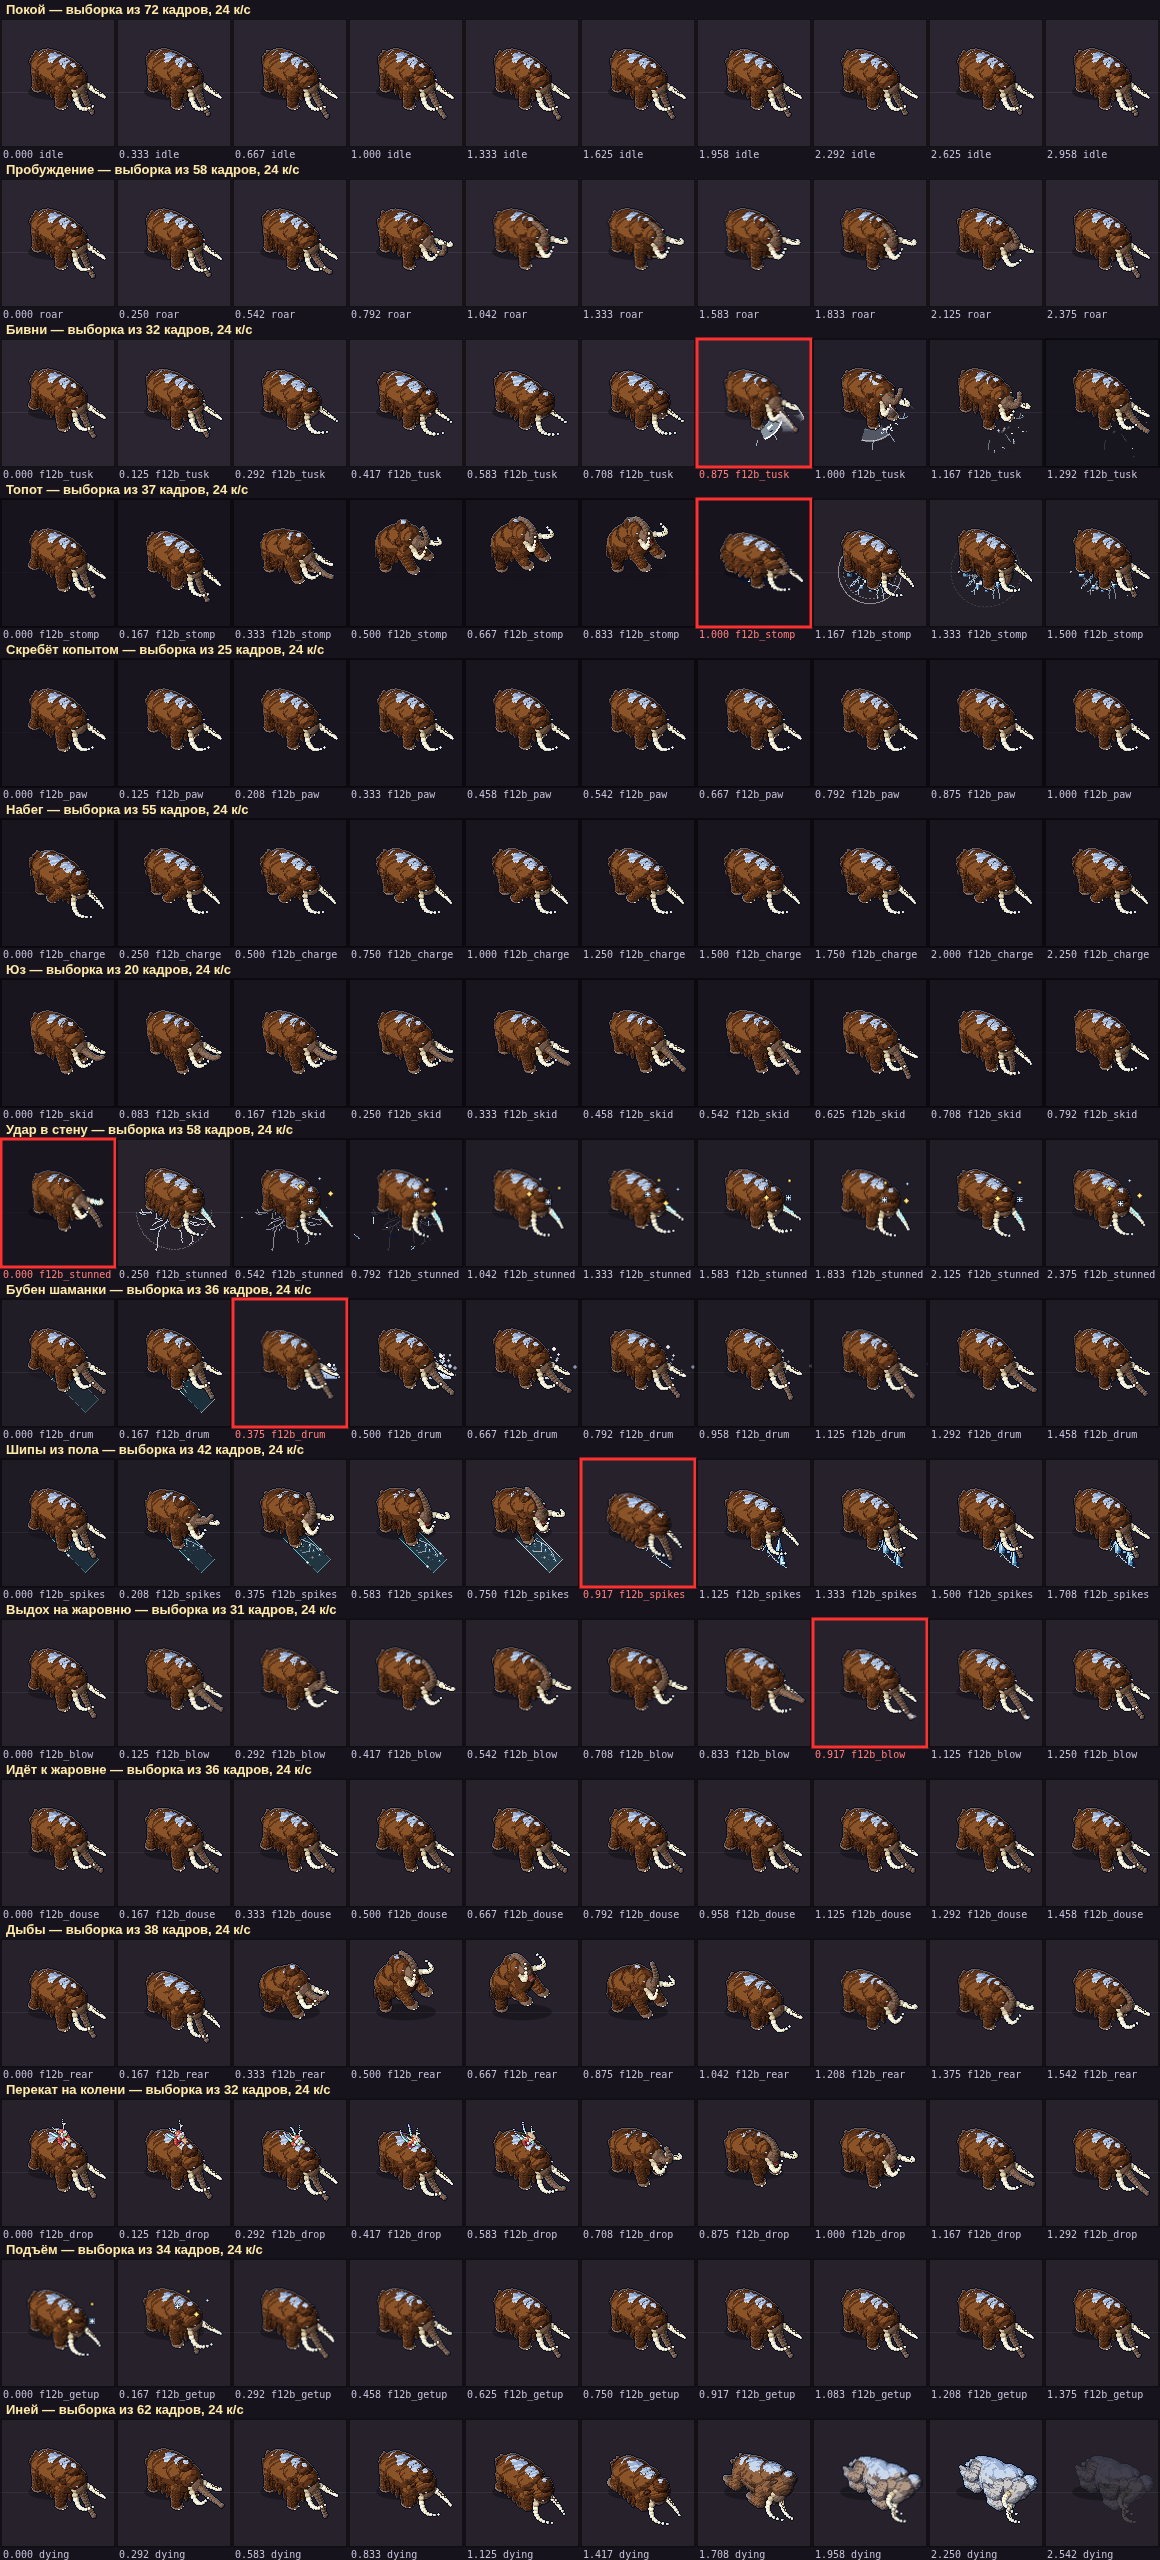 Покой — выборка из 72 кадров, 24 к/с
0.000 idle 0.333 idle 0.667 idle 1.000 idle 1.333 idle 1.625 idle 1.958 idle 2.292 idle 2.625 idle 2.958 idle
Пробуждение — выборка из 58 кадров, 24 к/с
0.000 roar 0.250 roar 0.542 roar 0.792 roar 1.042 roar 1.333 roar 1.583 roar 1.833 roar 2.125 roar 2.375 roar
Бивни — выборка из 32 кадров, 24 к/с
0.000 f12b_tusk 0.125 f12b_tusk 0.292 f12b_tusk 0.417 f12b_tusk 0.583 f12b_tusk 0.708 f12b_tusk 0.875 f12b_tusk 1.000 f12b_tusk 1.167 f12b_tusk 1.292 f12b_tusk
Топот — выборка из 37 кадров, 24 к/с
0.000 f12b_stomp 0.167 f12b_stomp 0.333 f12b_stomp 0.500 f12b_stomp 0.667 f12b_stomp 0.833 f12b_stomp 1.000 f12b_stomp 1.167 f12b_stomp 1.333 f12b_stomp 1.500 f12b_stomp
Скребёт копытом — выборка из 25 кадров, 24 к/с
0.000 f12b_paw 0.125 f12b_paw 0.208 f12b_paw 0.333 f12b_paw 0.458 f12b_paw 0.542 f12b_paw 0.667 f12b_paw 0.792 f12b_paw 0.875 f12b_paw 1.000 f12b_paw
Набег — выборка из 55 кадров, 24 к/с
0.000 f12b_charge 0.250 f12b_charge 0.500 f12b_charge 0.750 f12b_charge 1.000 f12b_charge 1.250 f12b_charge 1.500 f12b_charge 1.750 f12b_charge 2.000 f12b_charge 2.250 f12b_charge
Юз — выборка из 20 кадров, 24 к/с
0.000 f12b_skid 0.083 f12b_skid 0.167 f12b_skid 0.250 f12b_skid 0.333 f12b_skid 0.458 f12b_skid 0.542 f12b_skid 0.625 f12b_skid 0.708 f12b_skid 0.792 f12b_skid
Удар в стену — выборка из 58 кадров, 24 к/с
0.000 f12b_stunned 0.250 f12b_stunned 0.542 f12b_stunned 0.792 f12b_stunned 1.042 f12b_stunned 1.333 f12b_stunned 1.583 f12b_stunned 1.833 f12b_stunned 2.125 f12b_stunned 2.375 f12b_stunned
Бубен шаманки — выборка из 36 кадров, 24 к/с
0.000 f12b_drum 0.167 f12b_drum 0.375 f12b_drum 0.500 f12b_drum 0.667 f12b_drum 0.792 f12b_drum 0.958 f12b_drum 1.125 f12b_drum 1.292 f12b_drum 1.458 f12b_drum
Шипы из пола — выборка из 42 кадров, 24 к/с
0.000 f12b_spikes 0.208 f12b_spikes 0.375 f12b_spikes 0.583 f12b_spikes 0.750 f12b_spikes 0.917 f12b_spikes 1.125 f12b_spikes 1.333 f12b_spikes 1.500 f12b_spikes 1.708 f12b_spikes
Выдох на жаровню — выборка из 31 кадров, 24 к/с
0.000 f12b_blow 0.125 f12b_blow 0.292 f12b_blow 0.417 f12b_blow 0.542 f12b_blow 0.708 f12b_blow 0.833 f12b_blow 0.917 f12b_blow 1.125 f12b_blow 1.250 f12b_blow
Идёт к жаровне — выборка из 36 кадров, 24 к/с
0.000 f12b_douse 0.167 f12b_douse 0.333 f12b_douse 0.500 f12b_douse 0.667 f12b_douse 0.792 f12b_douse 0.958 f12b_douse 1.125 f12b_douse 1.292 f12b_douse 1.458 f12b_douse
Дыбы — выборка из 38 кадров, 24 к/с
0.000 f12b_rear 0.167 f12b_rear 0.333 f12b_rear 0.500 f12b_rear 0.667 f12b_rear 0.875 f12b_rear 1.042 f12b_rear 1.208 f12b_rear 1.375 f12b_rear 1.542 f12b_rear
Перекат на колени — выборка из 32 кадров, 24 к/с
0.000 f12b_drop 0.125 f12b_drop 0.292 f12b_drop 0.417 f12b_drop 0.583 f12b_drop 0.708 f12b_drop 0.875 f12b_drop 1.000 f12b_drop 1.167 f12b_drop 1.292 f12b_drop
Подъём — выборка из 34 кадров, 24 к/с
0.000 f12b_getup 0.167 f12b_getup 0.292 f12b_getup 0.458 f12b_getup 0.625 f12b_getup 0.750 f12b_getup 0.917 f12b_getup 1.083 f12b_getup 1.208 f12b_getup 1.375 f12b_getup
Иней — выборка из 62 кадров, 24 к/с
0.000 dying 0.292 dying 0.583 dying 0.833 dying 1.125 dying 1.417 dying 1.708 dying 1.958 dying 2.250 dying 2.542 dying